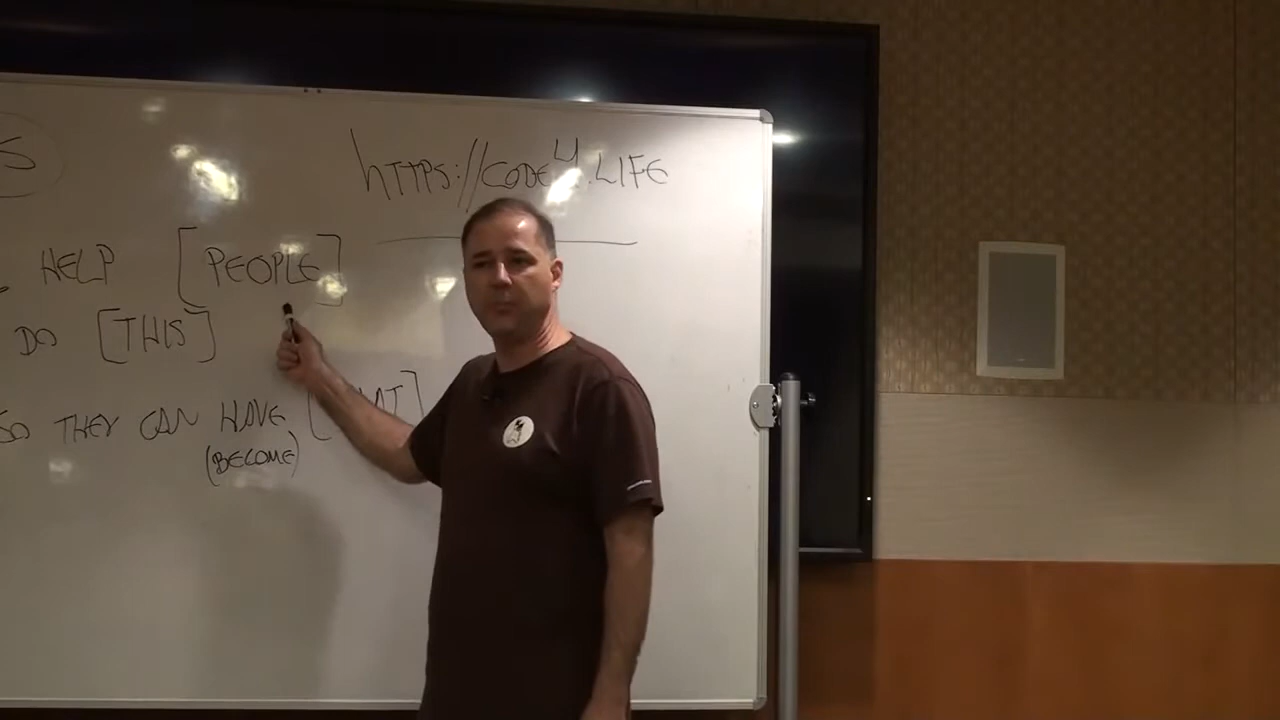 HTTPS://CODE4.LIFE
HELP [PEOPLE]
DO [THIS]
SO THEY CAN HAVE
(BECOME)